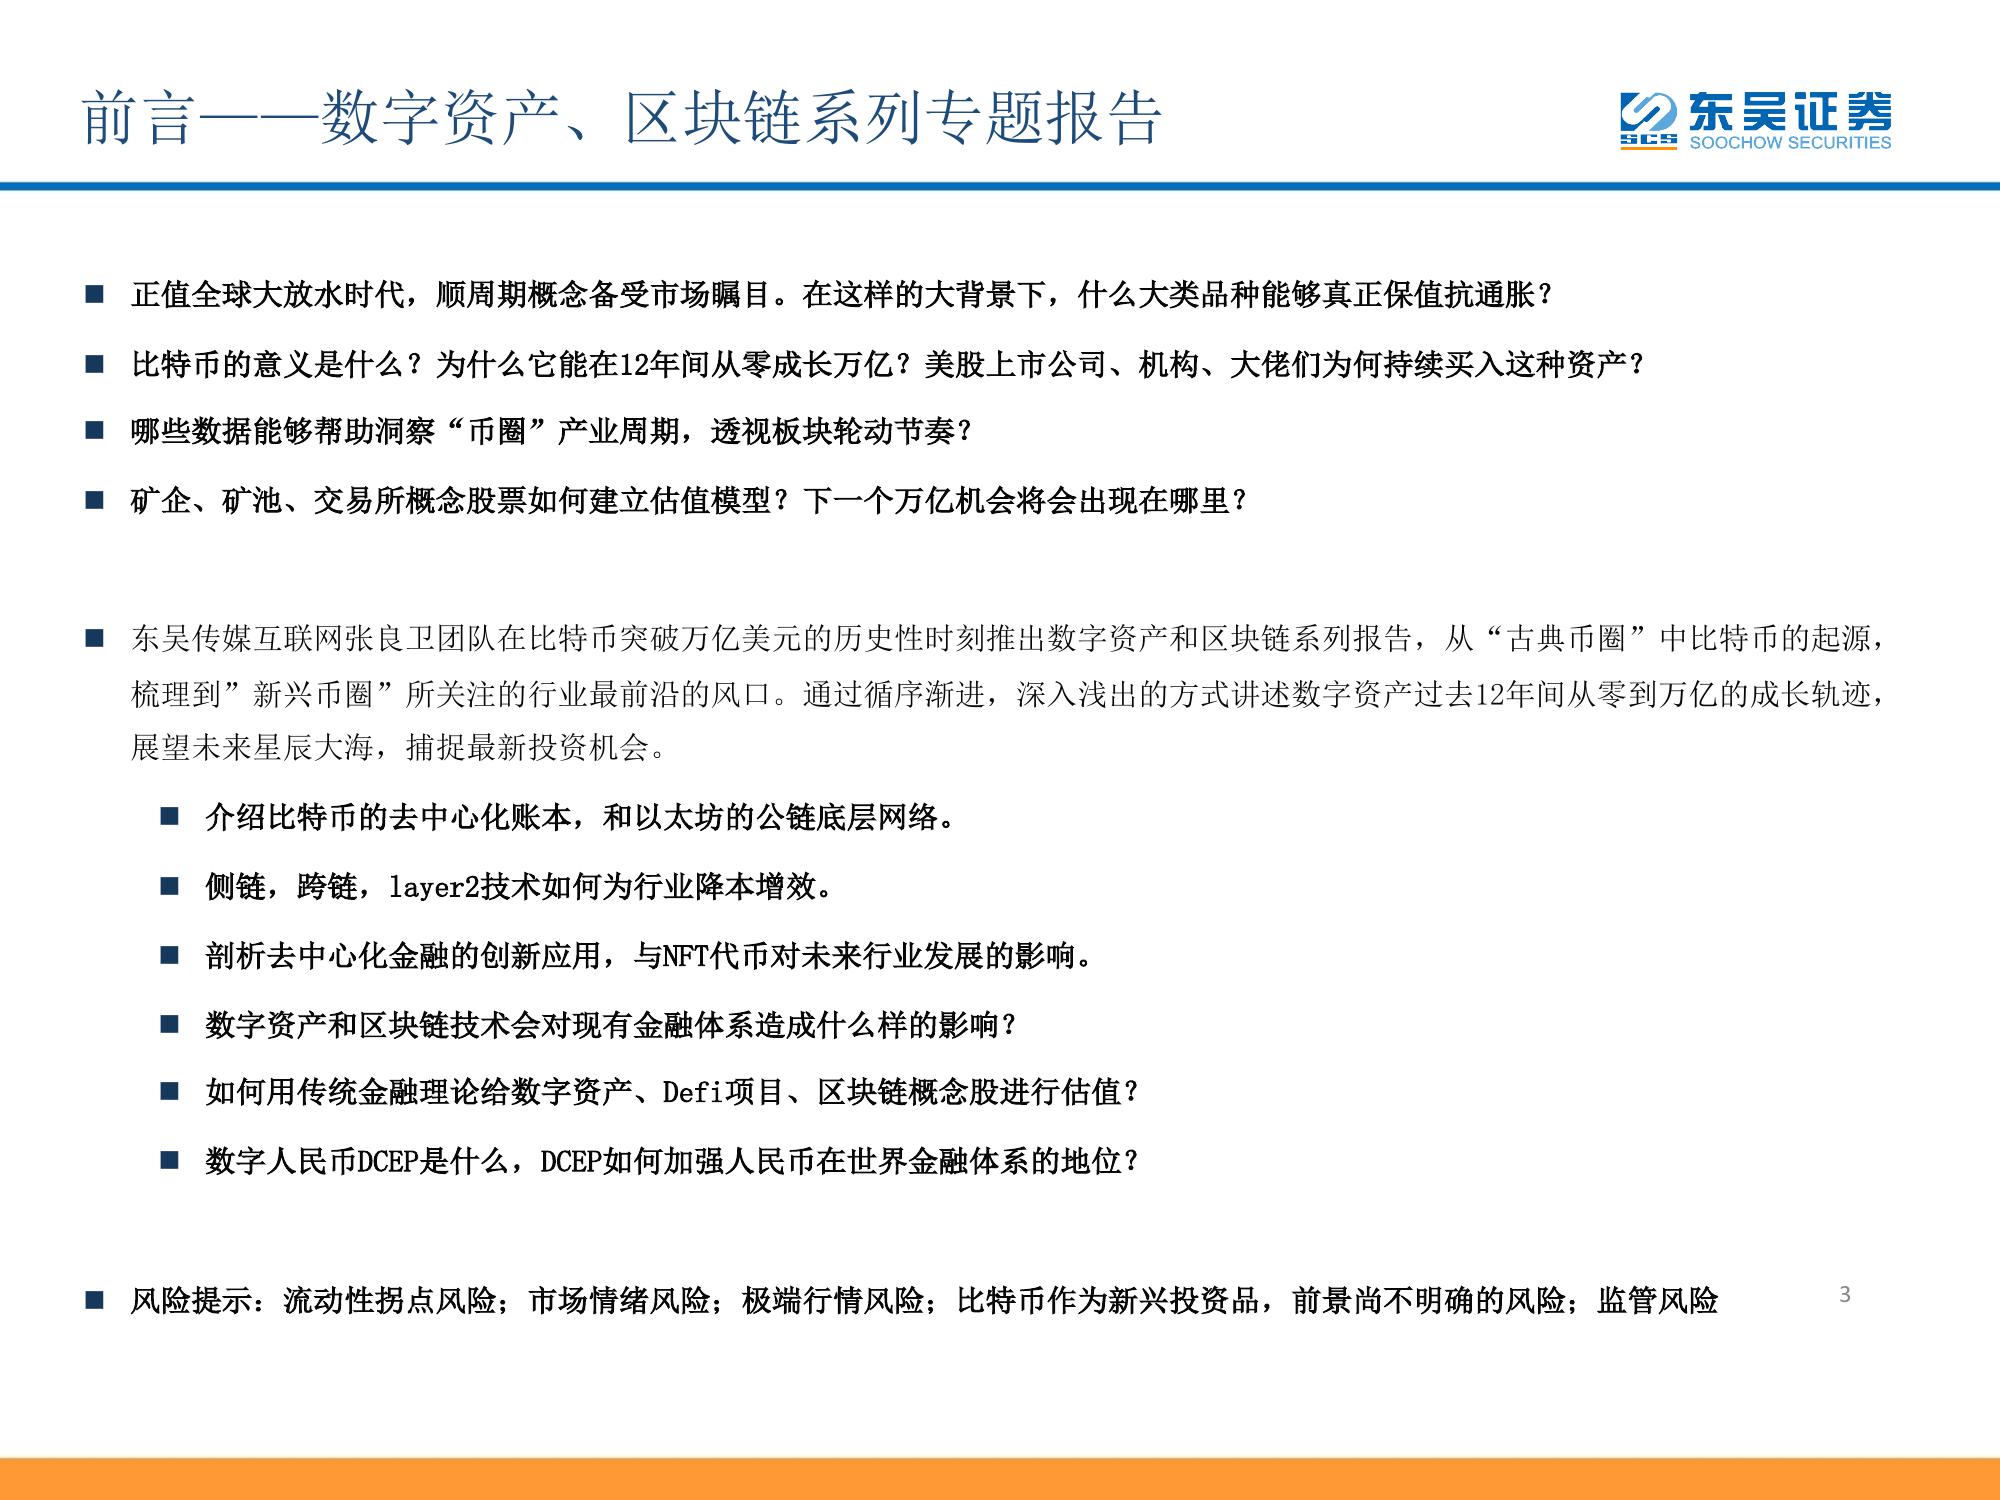 前言——数字资产、区块链系列专题报告
SCS
东吴证券
SOOCHOW SECURITIES
正值全球大放水时代，顺周期概念备受市场瞩目。在这样的大背景下，什么大类品种能够真正保值抗通胀？
比特币的意义是什么？为什么它能在12年间从零成长万亿？美股上市公司、机构、大佬们为何持续买入这种资产？
哪些数据能够帮助洞察“币圈”产业周期，透视板块轮动节奏？
矿企、矿池、交易所概念股票如何建立估值模型？下一个万亿机会将会出现在哪里？
东吴传媒互联网张良卫团队在比特币突破万亿美元的历史性时刻推出数字资产和区块链系列报告，从“古典币圈”中比特币的起源，
梳理到”新兴币圈”所关注的行业最前沿的风口。通过循序渐进，深入浅出的方式讲述数字资产过去12年间从零到万亿的成长轨迹，
展望未来星辰大海，捕捉最新投资机会。
介绍比特币的去中心化账本，和以太坊的公链底层网络。
侧链，跨链，layer2技术如何为行业降本增效。
剖析去中心化金融的创新应用，与NFT代币对未来行业发展的影响。
数字资产和区块链技术会对现有金融体系造成什么样的影响？
如何用传统金融理论给数字资产、Defi项目、区块链概念股进行估值？
数字人民币DCEP是什么，DCEP如何加强人民币在世界金融体系的地位？
风险提示：流动性拐点风险；市场情绪风险；极端行情风险；比特币作为新兴投资品，前景尚不明确的风险；监管风险
3